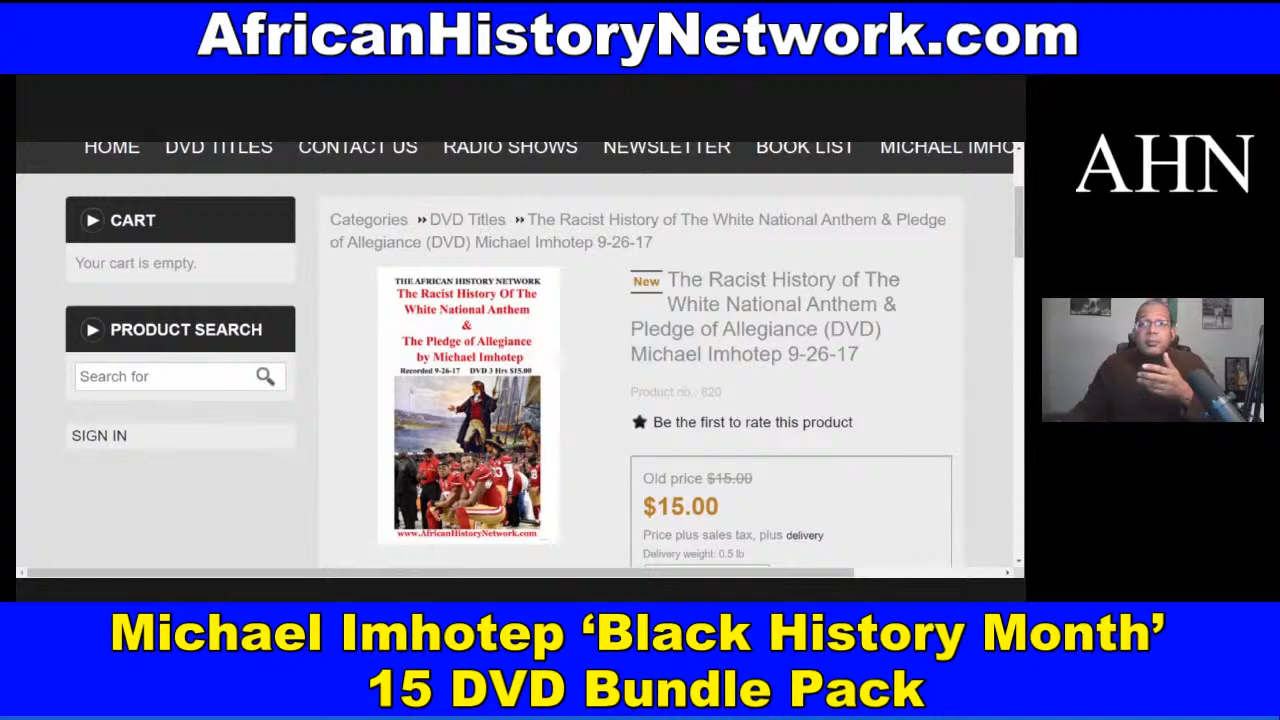 AfricanHistoryNetwork.com
AHN
HOME DVD TITLES CONTACT US RADIO SHOWS NEWSLETTER BOOK LIST MICHAEL IMHO
CART
Your cart is empty.
PRODUCT SEARCH
Search for
SIGN IN
Categories » DVD Titles » The Racist History of The White National Anthem & Pledge
of Allegiance (DVD) Michael Imhotep 9-26-17
THE AFRICAN HISTORY NETWORK
The Racist History Of The
White National Anthem
&
The Pledge of Allegiance
by Michael Imhotep
Recorded 9-26-17 DVD 3 Hrs $15.00
www.AfricanHistoryNetwork.com
New The Racist History of The
White National Anthem &
Pledge of Allegiance (DVD)
Michael Imhotep 9-26-17
Product no.: 820
Be the first to rate this product
Old price $15.00
$15.00
Price plus sales tax, plus delivery
Delivery weight: 0.5 lb
Michael Imhotep ‘Black History Month’
15 DVD Bundle Pack